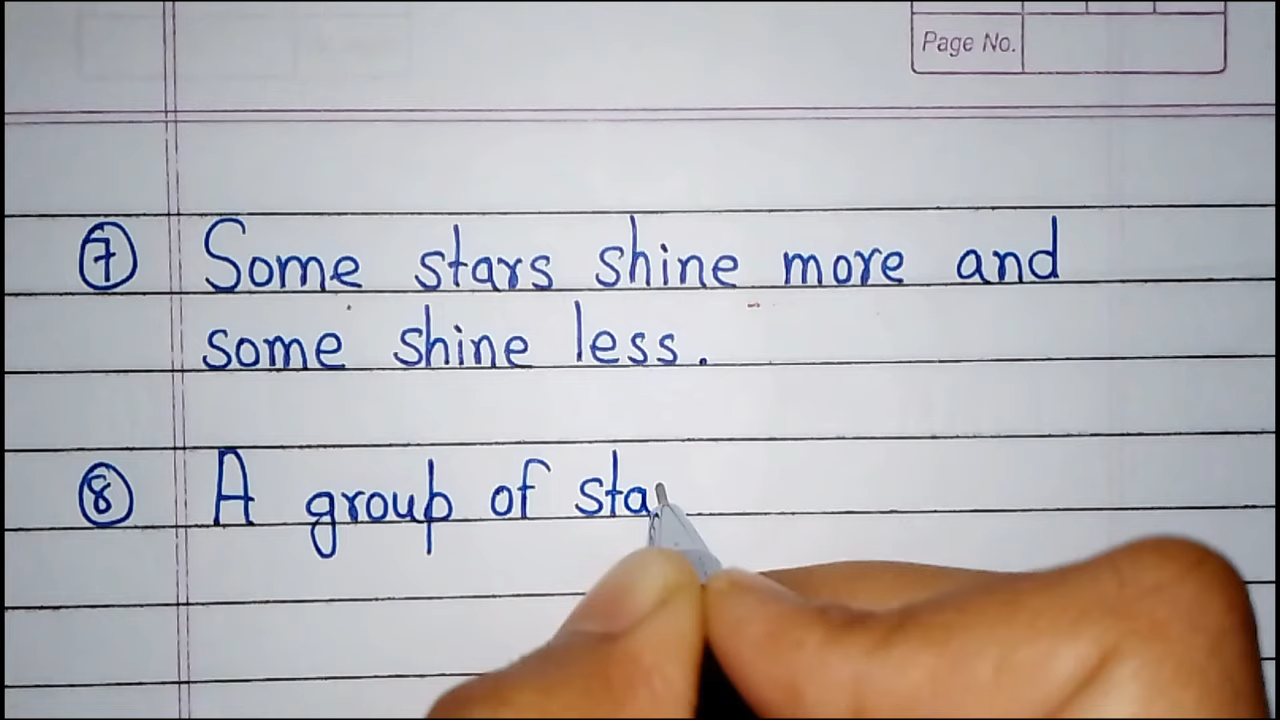 Page No.
⑦ Some stars shine more and
some shine less.
⑧ A group of sta